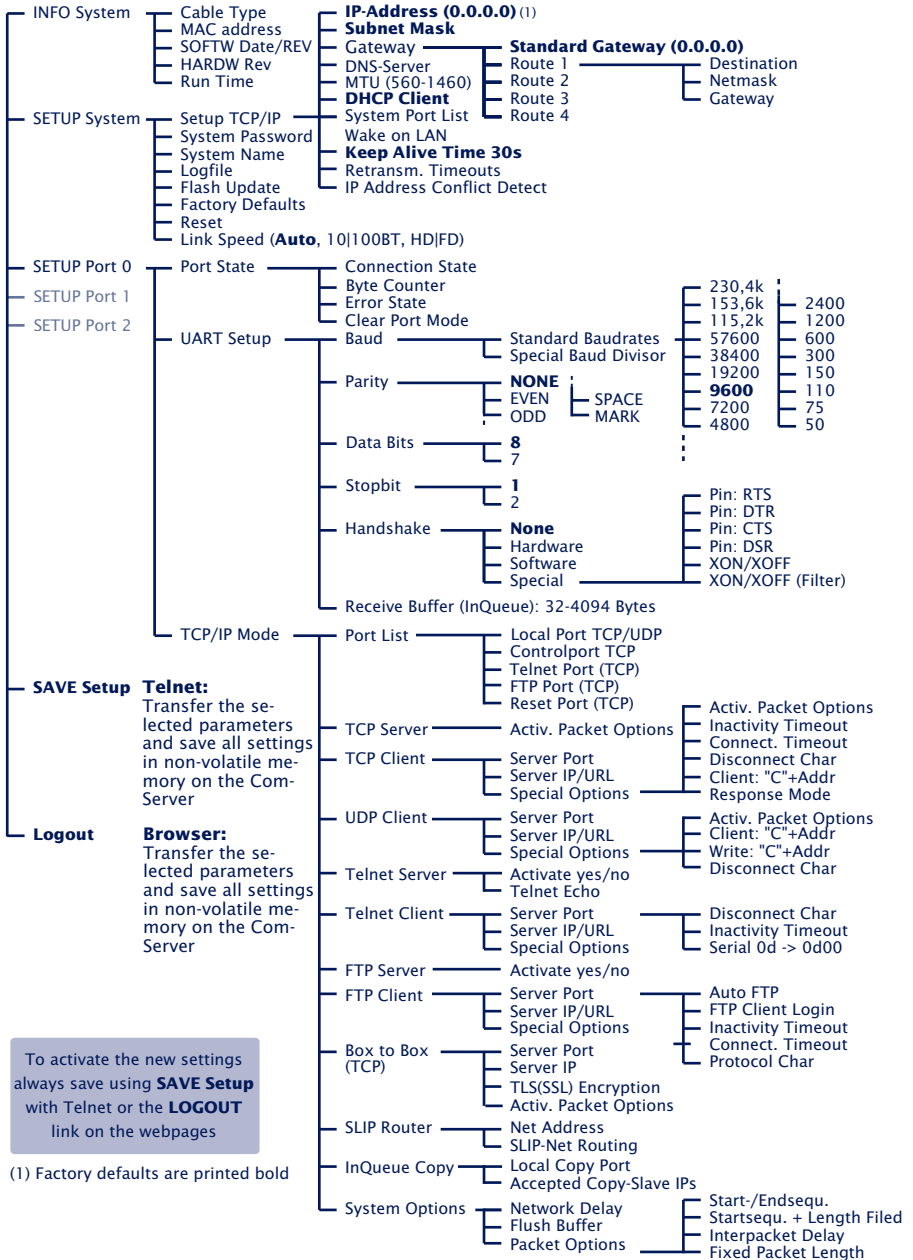 INFO System
Cable Type
MAC address
SOFTW Date/REV
HARDW Rev
Run Time
SETUP System
Setup TCP/IP
IP-Address (0.0.0.0) (1)
Subnet Mask
Gateway
Standard Gateway (0.0.0.0)
Route 1
Destination
Netmask
Gateway
Route 2
Route 3
Route 4
DNS-Server
MTU (560-1460)
DHCP Client
System Port List
Wake on LAN
Keep Alive Time 30s
Retransm. Timeouts
IP Address Conflict Detect
System Password
System Name
Logfile
Flash Update
Factory Defaults
Reset
Link Speed (Auto, 10|100BT, HD|FD)
SETUP Port 0
SETUP Port 1
SETUP Port 2
Port State
Connection State
Byte Counter
Error State
Clear Port Mode
UART Setup
Baud
Standard Baudrates
Special Baud Divisor
230,4k
153,6k
115,2k
57600
38400
19200
9600
7200
4800
2400
1200
600
300
150
110
75
50
Parity
NONE
EVEN
ODD
SPACE
MARK
Data Bits
8
7
Stopbit
1
2
Handshake
None
Hardware
Software
Special
Pin: RTS
Pin: DTR
Pin: CTS
Pin: DSR
XON/XOFF
XON/XOFF (Filter)
Receive Buffer (InQueue): 32-4094 Bytes
TCP/IP Mode
Port List
Local Port TCP/UDP
Controlport TCP
Telnet Port (TCP)
FTP Port (TCP)
Reset Port (TCP)
TCP Server
Activ. Packet Options
TCP Client
Server Port
Server IP/URL
Special Options
Activ. Packet Options
Inactivity Timeout
Connect. Timeout
Disconnect Char
Client: "C"+Addr
Response Mode
UDP Client
Server Port
Server IP/URL
Special Options
Activ. Packet Options
Client: "C"+Addr
Write: "C"+Addr
Disconnect Char
Telnet Server
Activate yes/no
Telnet Echo
Telnet Client
Server Port
Server IP/URL
Special Options
Disconnect Char
Inactivity Timeout
Serial 0d -> 0d00
FTP Server
Activate yes/no
FTP Client
Server Port
Server IP/URL
Special Options
Auto FTP
FTP Client Login
Inactivity Timeout
Connect. Timeout
Protocol Char
Box to Box
(TCP)
Server Port
Server IP
TLS(SSL) Encryption
Activ. Packet Options
SLIP Router
Net Address
SLIP-Net Routing
InQueue Copy
Local Copy Port
Accepted Copy-Slave IPs
System Options
Network Delay
Flush Buffer
Packet Options
Start-/Endsequ.
Startsequ. + Length Filed
Interpacket Delay
Fixed Packet Length
SAVE Setup
Telnet:
Transfer the se-
lected parameters
and save all settings
in non-volatile me-
mory on the Com-
Server
Logout
Browser:
Transfer the se-
lected parameters
and save all settings
in non-volatile me-
mory on the Com-
Server
To activate the new settings
always save using SAVE Setup
with Telnet or the LOGOUT
link on the webpages
(1) Factory defaults are printed bold